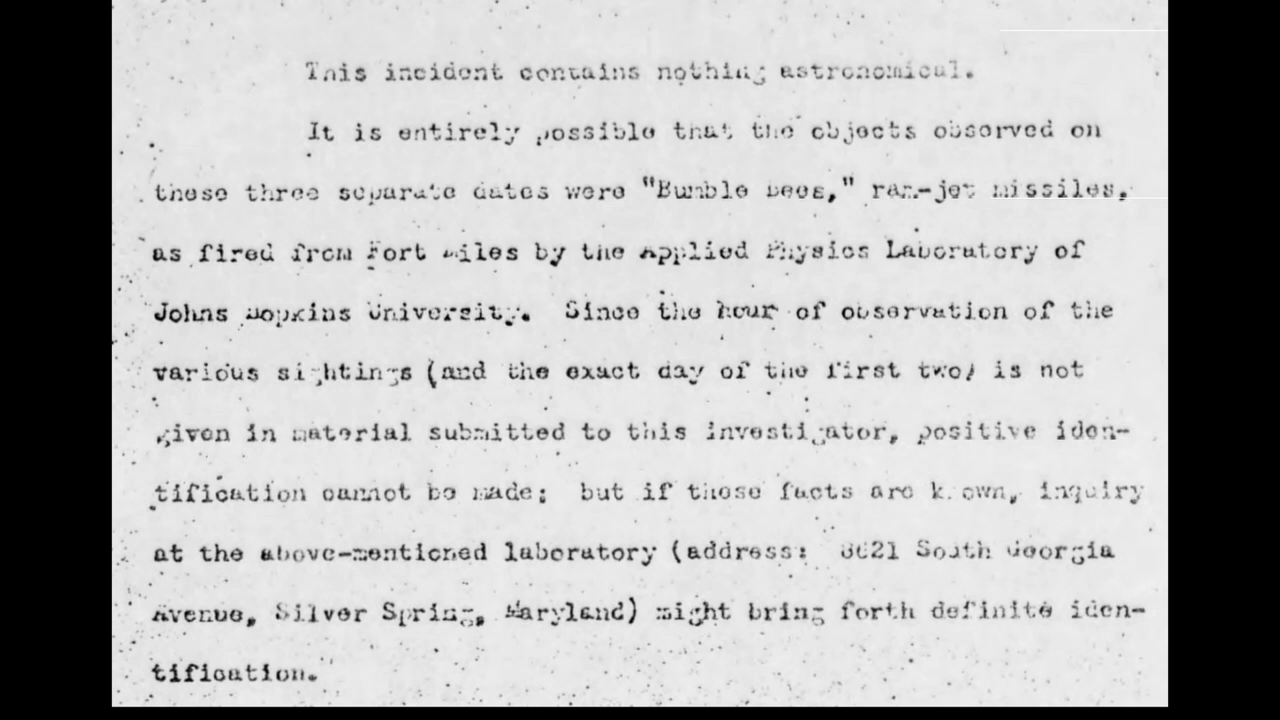 This incident contains nothing astronomical.
It is entirely possible that the objects observed on
these three separate dates were "Bumble Bees," ram-jet missiles,
as fired from Fort Miles by the Applied Physics Laboratory of
Johns Hopkins University. Since the hour of observation of the
various sightings (and the exact day of the first two) is not
given in material submitted to this investigator, positive iden-
tification cannot be made; but if these facts are known, inquiry
at the above-mentioned laboratory (address: 8621 South Georgia
Avenue, Silver Spring, Maryland) might bring forth definite iden-
tification.